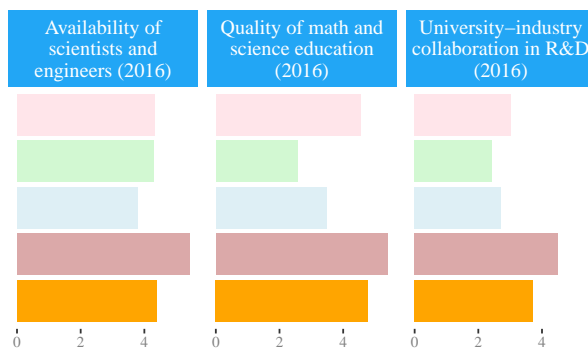 Availability of
scientists and
engineers (2016)
Quality of math and
science education
(2016)
University−industry
collaboration in R&D
(2016)
0 2 4
0 2 4
0 2 4